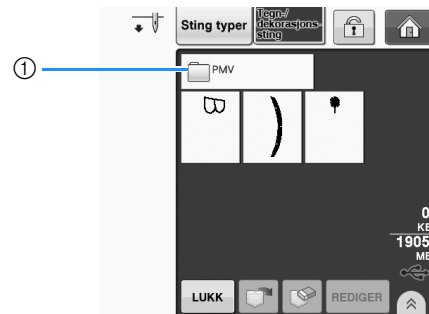 Sting typer
Tegn-/
dekorasjons-
sting
①
PMV
0
KB
1905
MB
LUKK
REDIGER